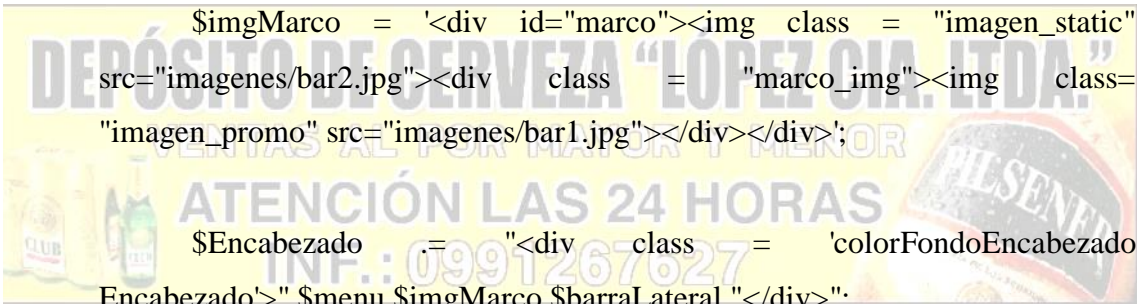 $imgMarco = '<div id="marco"><img class = "imagen_static"
DEPÓSITO DE CERVEZA “LÓPEZ CIA. LTDA.”
src="imagenes/bar2.jpg"><div class = "marco_img"><img class=
"imagen_promo" src="imagenes/bar1.jpg"></div></div>';
VENTAS AL POR MAYOR Y MENOR
PILSENER
ATENCIÓN LAS 24 HORAS
$Encabezado .= "<div class = 'colorFondoEncabezado
CLUB
INF.: 0991267627
Encabezado'>".$menu.$imgMarco.$barraLateral."</div>";